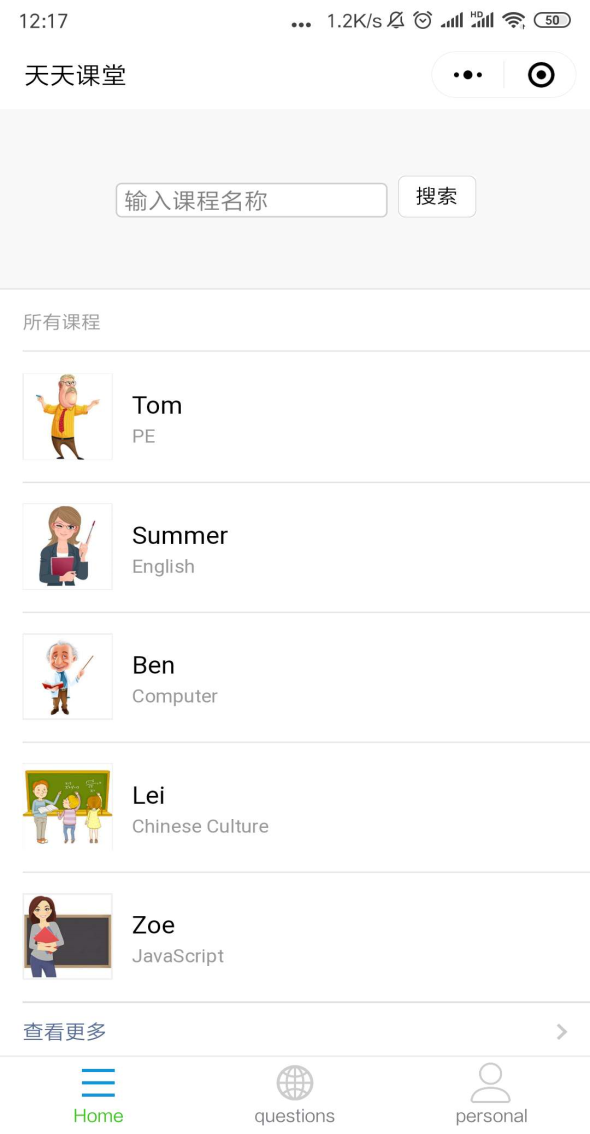 12:17 ... 1.2K/s HD 50
天天课堂
输入课程名称 搜索
所有课程
Tom
PE
Summer
English
Ben
Computer
Lei
Chinese Culture
Zoe
JavaScript
查看更多
Home questions personal